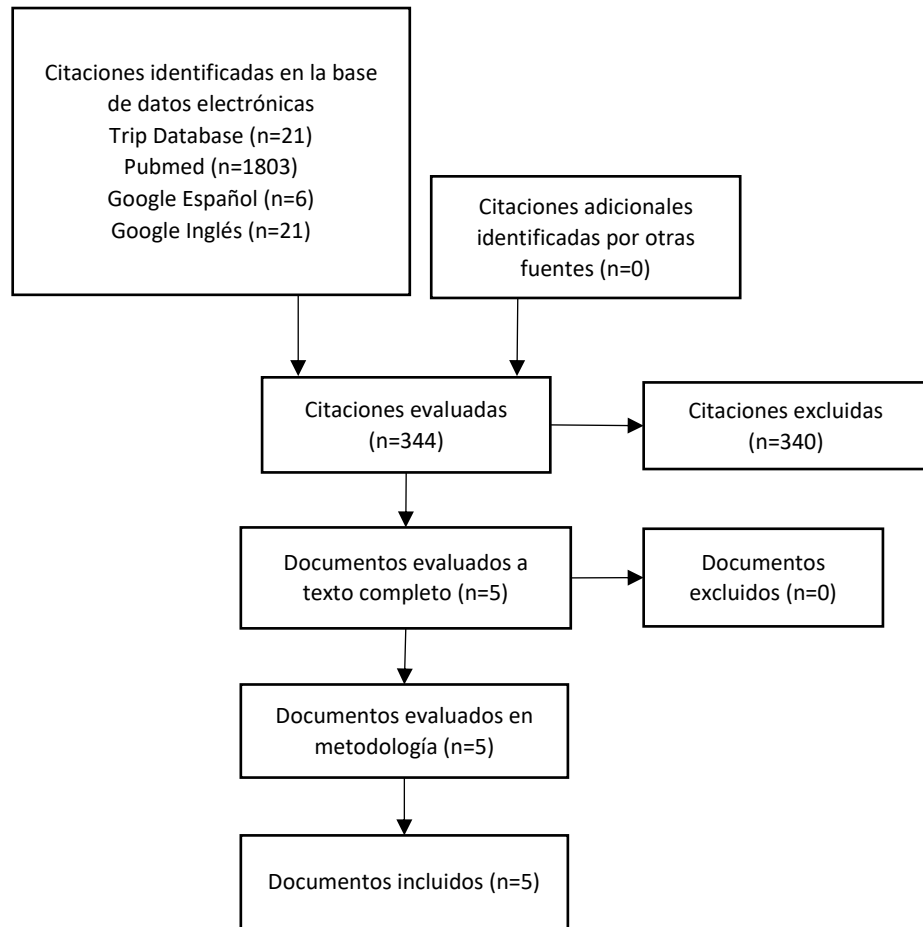 Citaciones identificadas en la base
de datos electrónicas
Trip Database (n=21)
Pubmed (n=1803)
Google Español (n=6)
Google Inglés (n=21)
Citaciones adicionales
identificadas por otras
fuentes (n=0)
Citaciones evaluadas
(n=344)
Citaciones excluidas
(n=340)
Documentos evaluados a
texto completo (n=5)
Documentos
excluidos (n=0)
Documentos evaluados en
metodología (n=5)
Documentos incluidos (n=5)